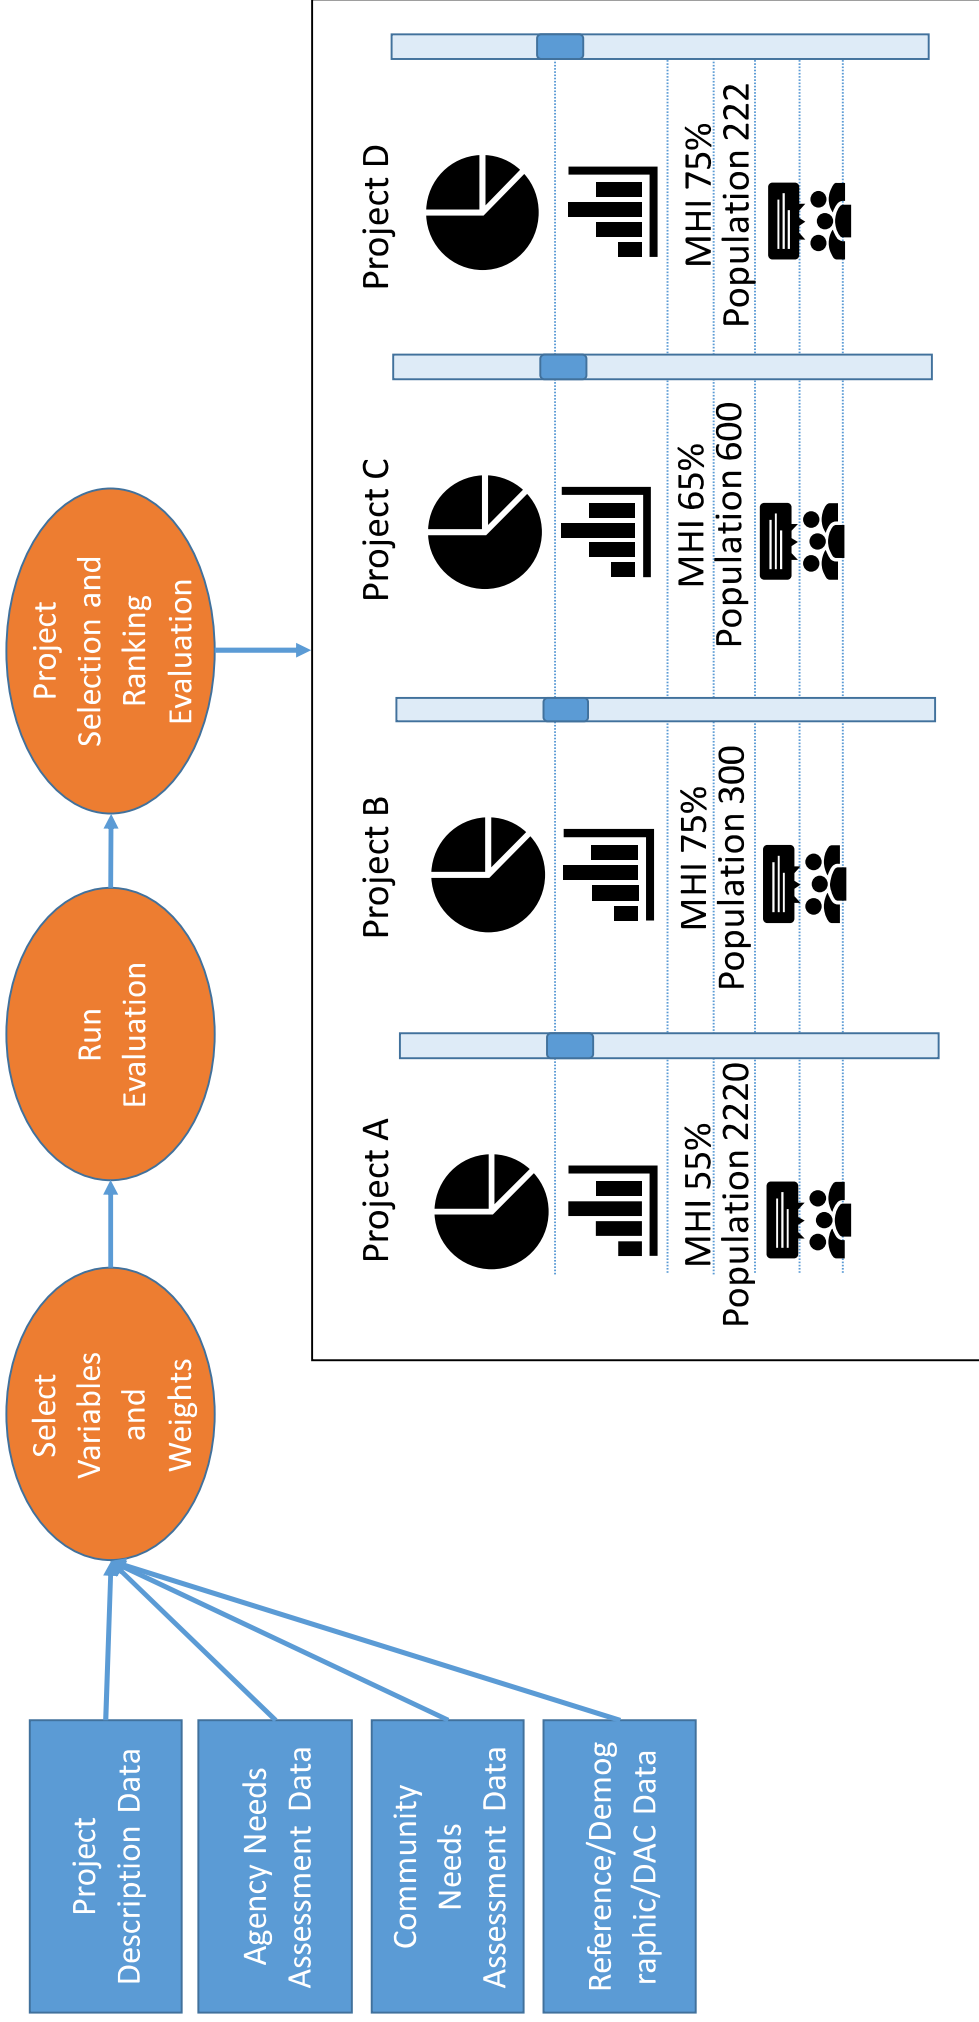 Project
Description Data
Agency Needs
Assessment Data
Community
Needs
Assessment Data
Reference/Demog
raphic/DAC Data
Select
Variables
and
Weights
Run
Evaluation
Project
Selection and
Ranking
Evaluation
Project A
MHI 55%
Population 2220
Project B
MHI 75%
Population 300
Project C
MHI 65%
Population 600
Project D
MHI 75%
Population 222